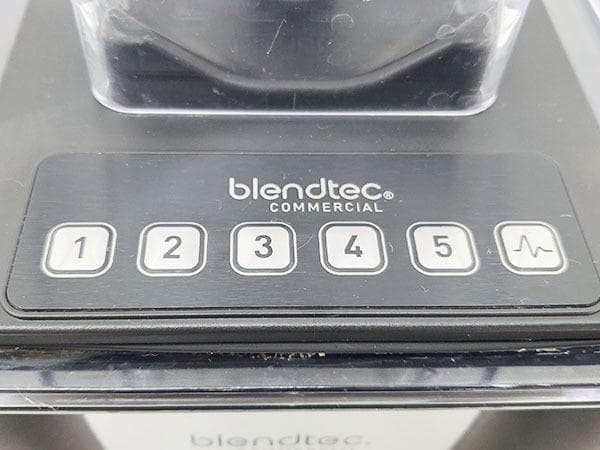 blendtec®
COMMERCIAL
1 2 3 4 5
blendtec.